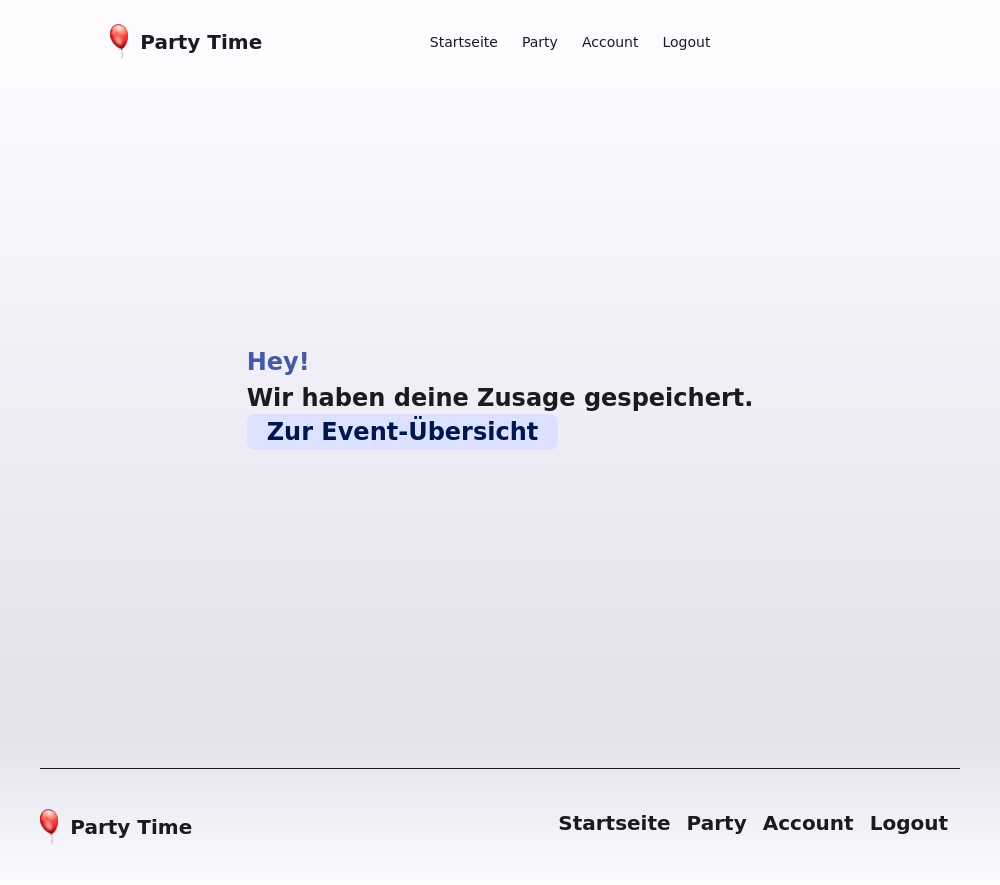 Party Time
Startseite Party Account Logout
Hey!
Wir haben deine Zusage gespeichert.
Zur Event-Übersicht
Party Time
Startseite Party Account Logout